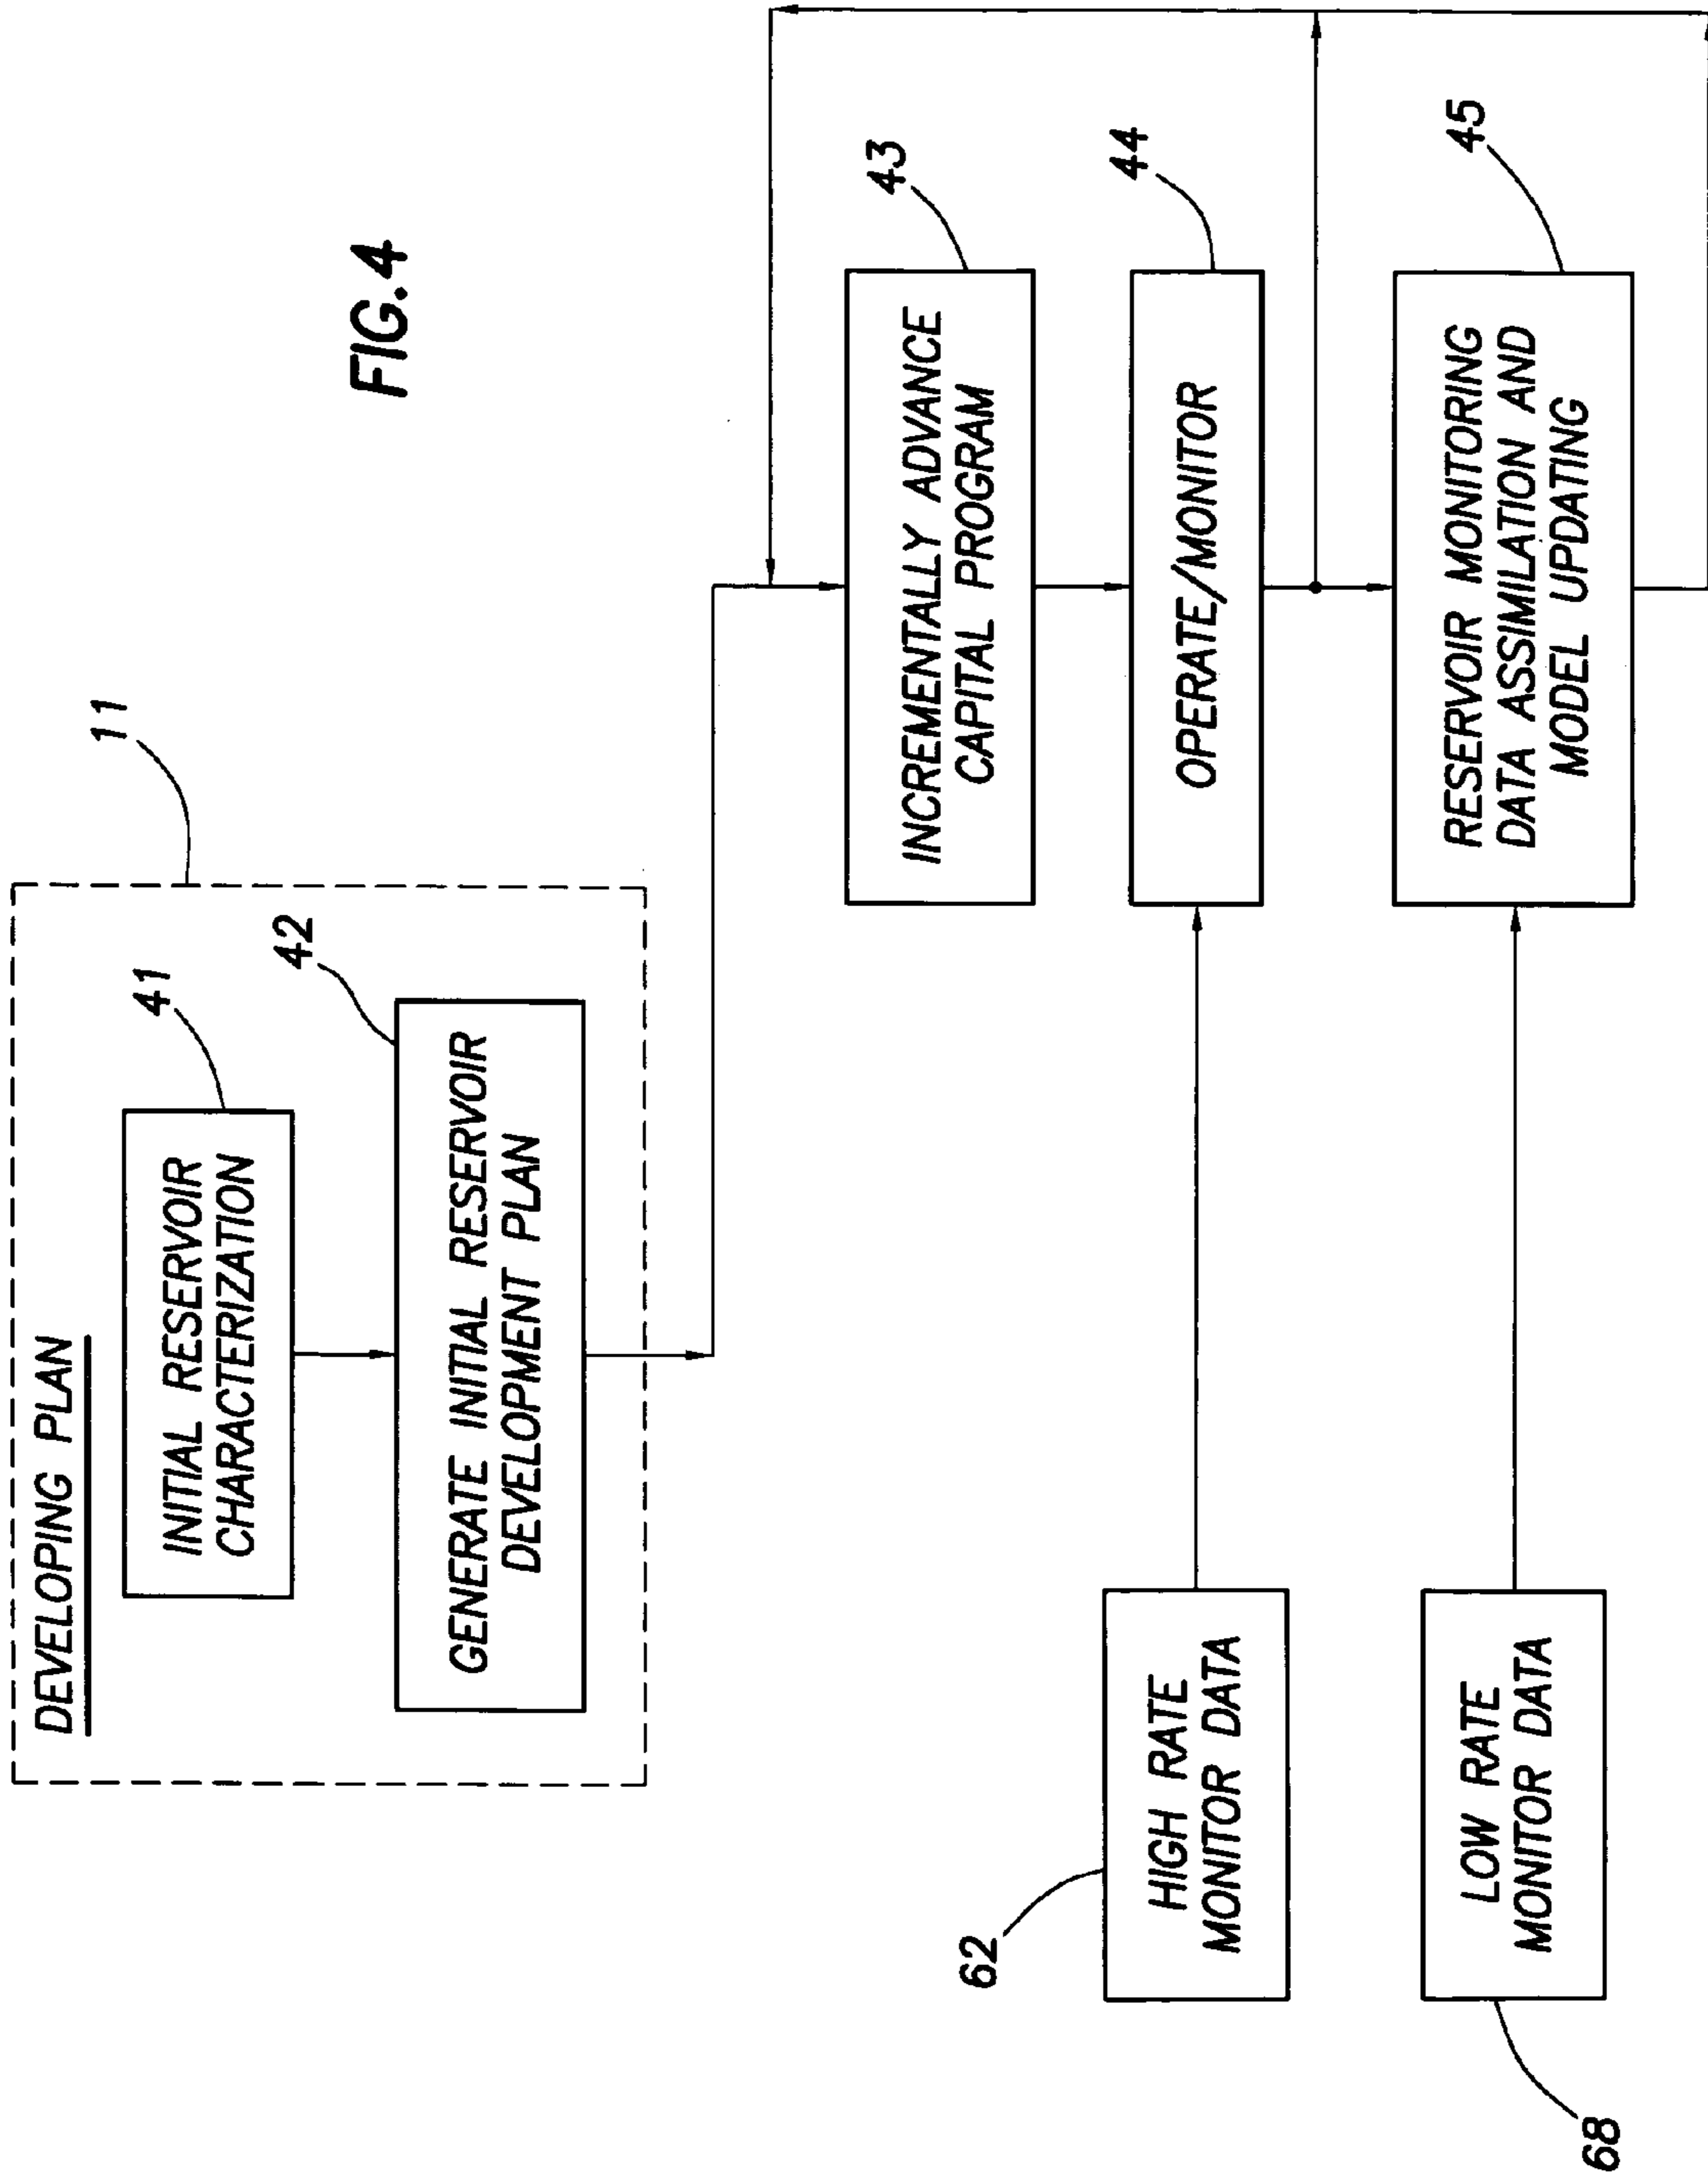 FIG.4
DEVELOPING PLAN
11
INITIAL RESERVOIR
CHARACTERIZATION
41
GENERATE INITIAL RESERVOIR
DEVELOPMENT PLAN
42
INCREMENTALLY ADVANCE
CAPITAL PROGRAM
43
HIGH RATE
MONITOR DATA
62
OPERATE/MONITOR
44
LOW RATE
MONITOR DATA
68
RESERVOIR MONITORING
DATA ASSIMILATION AND
MODEL UPDATING
45